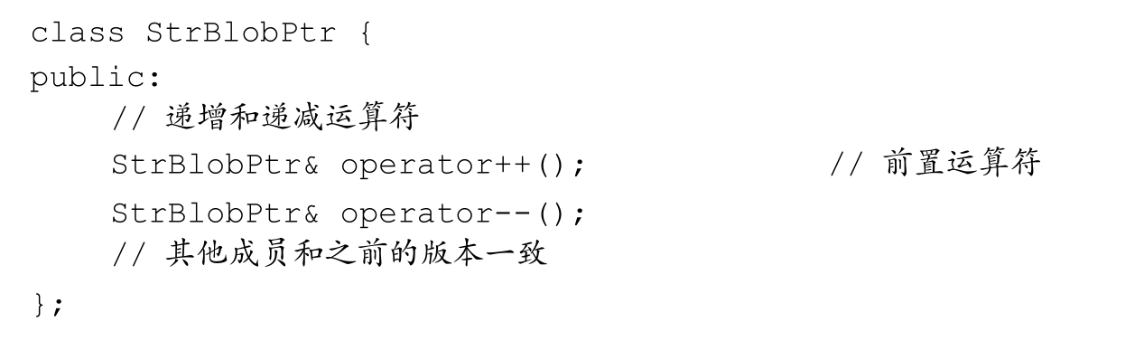 class StrBlobPtr {
public:
    // 递增和递减运算符
    StrBlobPtr& operator++();             // 前置运算符
    StrBlobPtr& operator--();
    // 其他成员和之前的版本一致
};